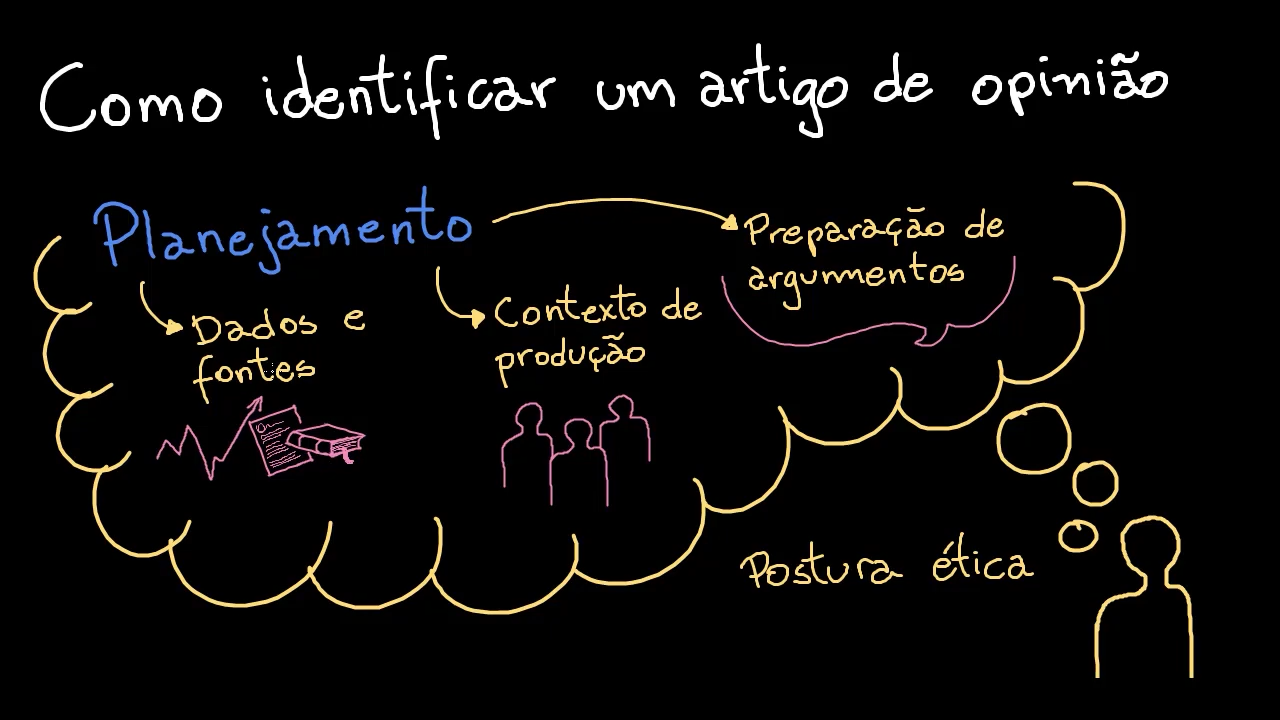 Como identificar um artigo de opinião
Planejamento
Preparação de
argumentos
Dados e
fontes
Contexto de
produção
Postura ética